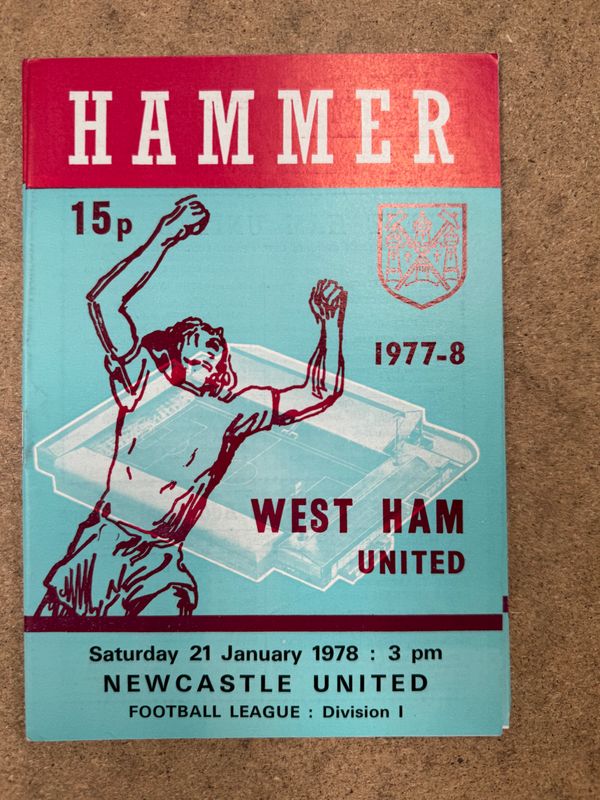 HAMMER
15p
1977-8
WEST HAM
UNITED
Saturday 21 January 1978 : 3 pm
NEWCASTLE UNITED
FOOTBALL LEAGUE : Division I